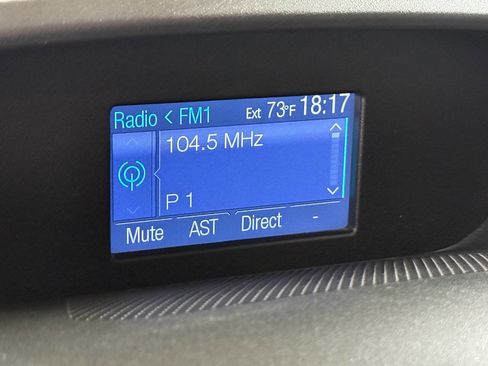 Radio < FM1 Ext 73°F 18:17
104.5 MHz
P 1
Mute AST Direct -